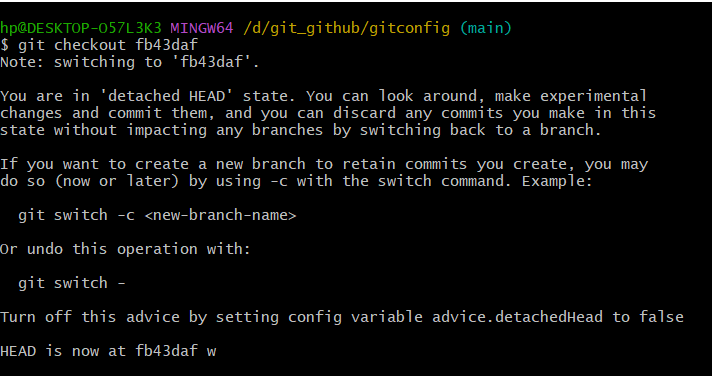 hp@DESKTOP-O57L3K3 MINGW64 /d/git_github/gitconfig (main)
$ git checkout fb43daf
Note: switching to 'fb43daf'.
You are in 'detached HEAD' state. You can look around, make experimental
changes and commit them, and you can discard any commits you make in this
state without impacting any branches by switching back to a branch.
If you want to create a new branch to retain commits you create, you may
do so (now or later) by using -c with the switch command. Example:
git switch -c <new-branch-name>
Or undo this operation with:
git switch -
Turn off this advice by setting config variable advice.detachedHead to false
HEAD is now at fb43daf w